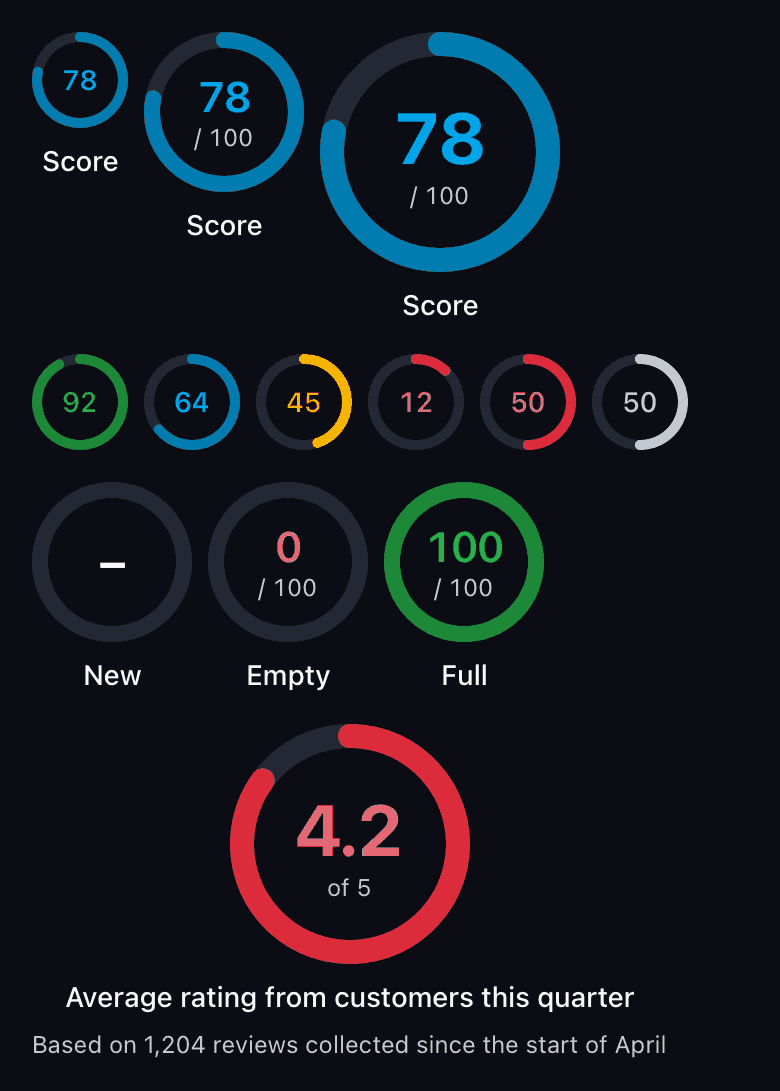 78
Score
78
/ 100
Score
78
/ 100
Score
92
64
45
12
50
50
–
New
0
/ 100
Empty
100
/ 100
Full
4.2
of 5
Average rating from customers this quarter
Based on 1,204 reviews collected since the start of April